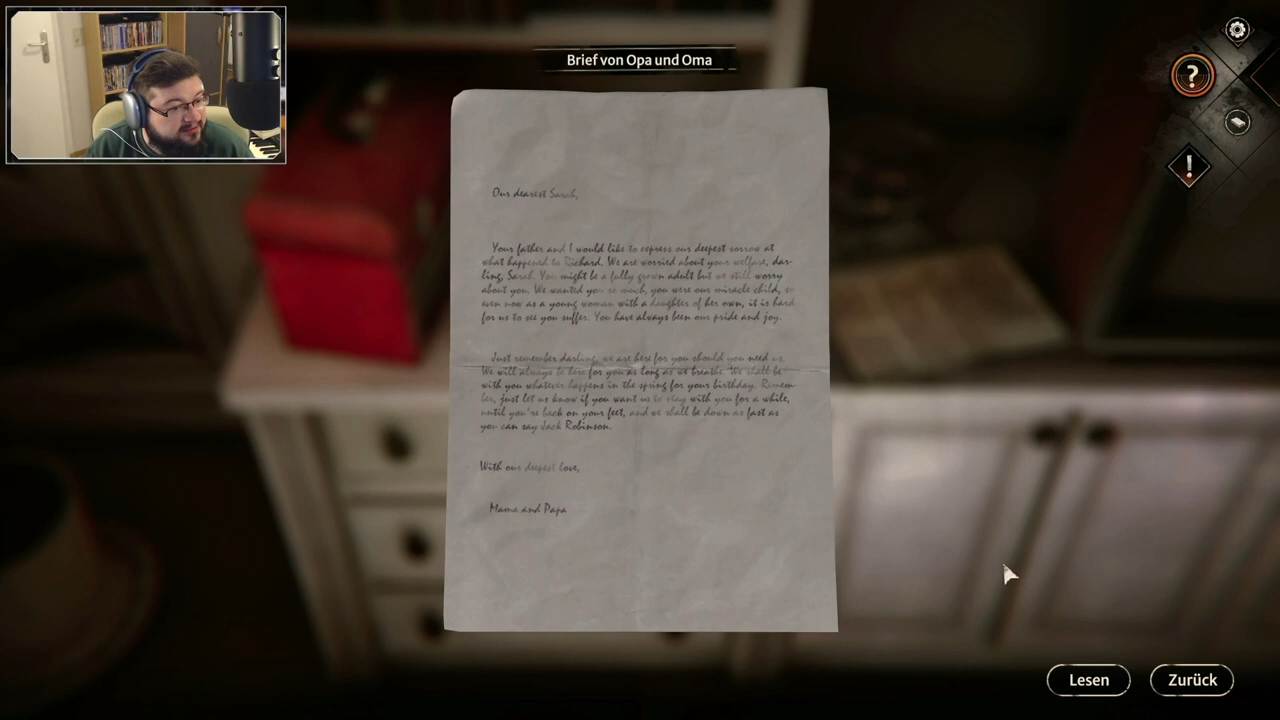 Brief von Opa und Oma
Our dearest Sarah,
Your father and I would like to express our deepest sorrow at
what happened to Richard. We are worried about your welfare, dar-
ling, Sarah. You might be a fully grown adult but we still worry
about you. We wanted you so much, you were our miracle child, so
even now as a young woman with a daughter of her own, it is hard
for us to see you suffer. You have always been our pride and joy.
Just remember darling, we are here for you should you need us.
We will always be here for you as long as we breathe. We shall be
with you whatever happens in the spring for your birthday. Remem-
ber, just let us know if you want us to stay with you for a while,
until you're back on your feet, and we shall be down as fast as
you can say Jack Robinson.
With our deepest love,
Mama and Papa
Lesen
Zurück